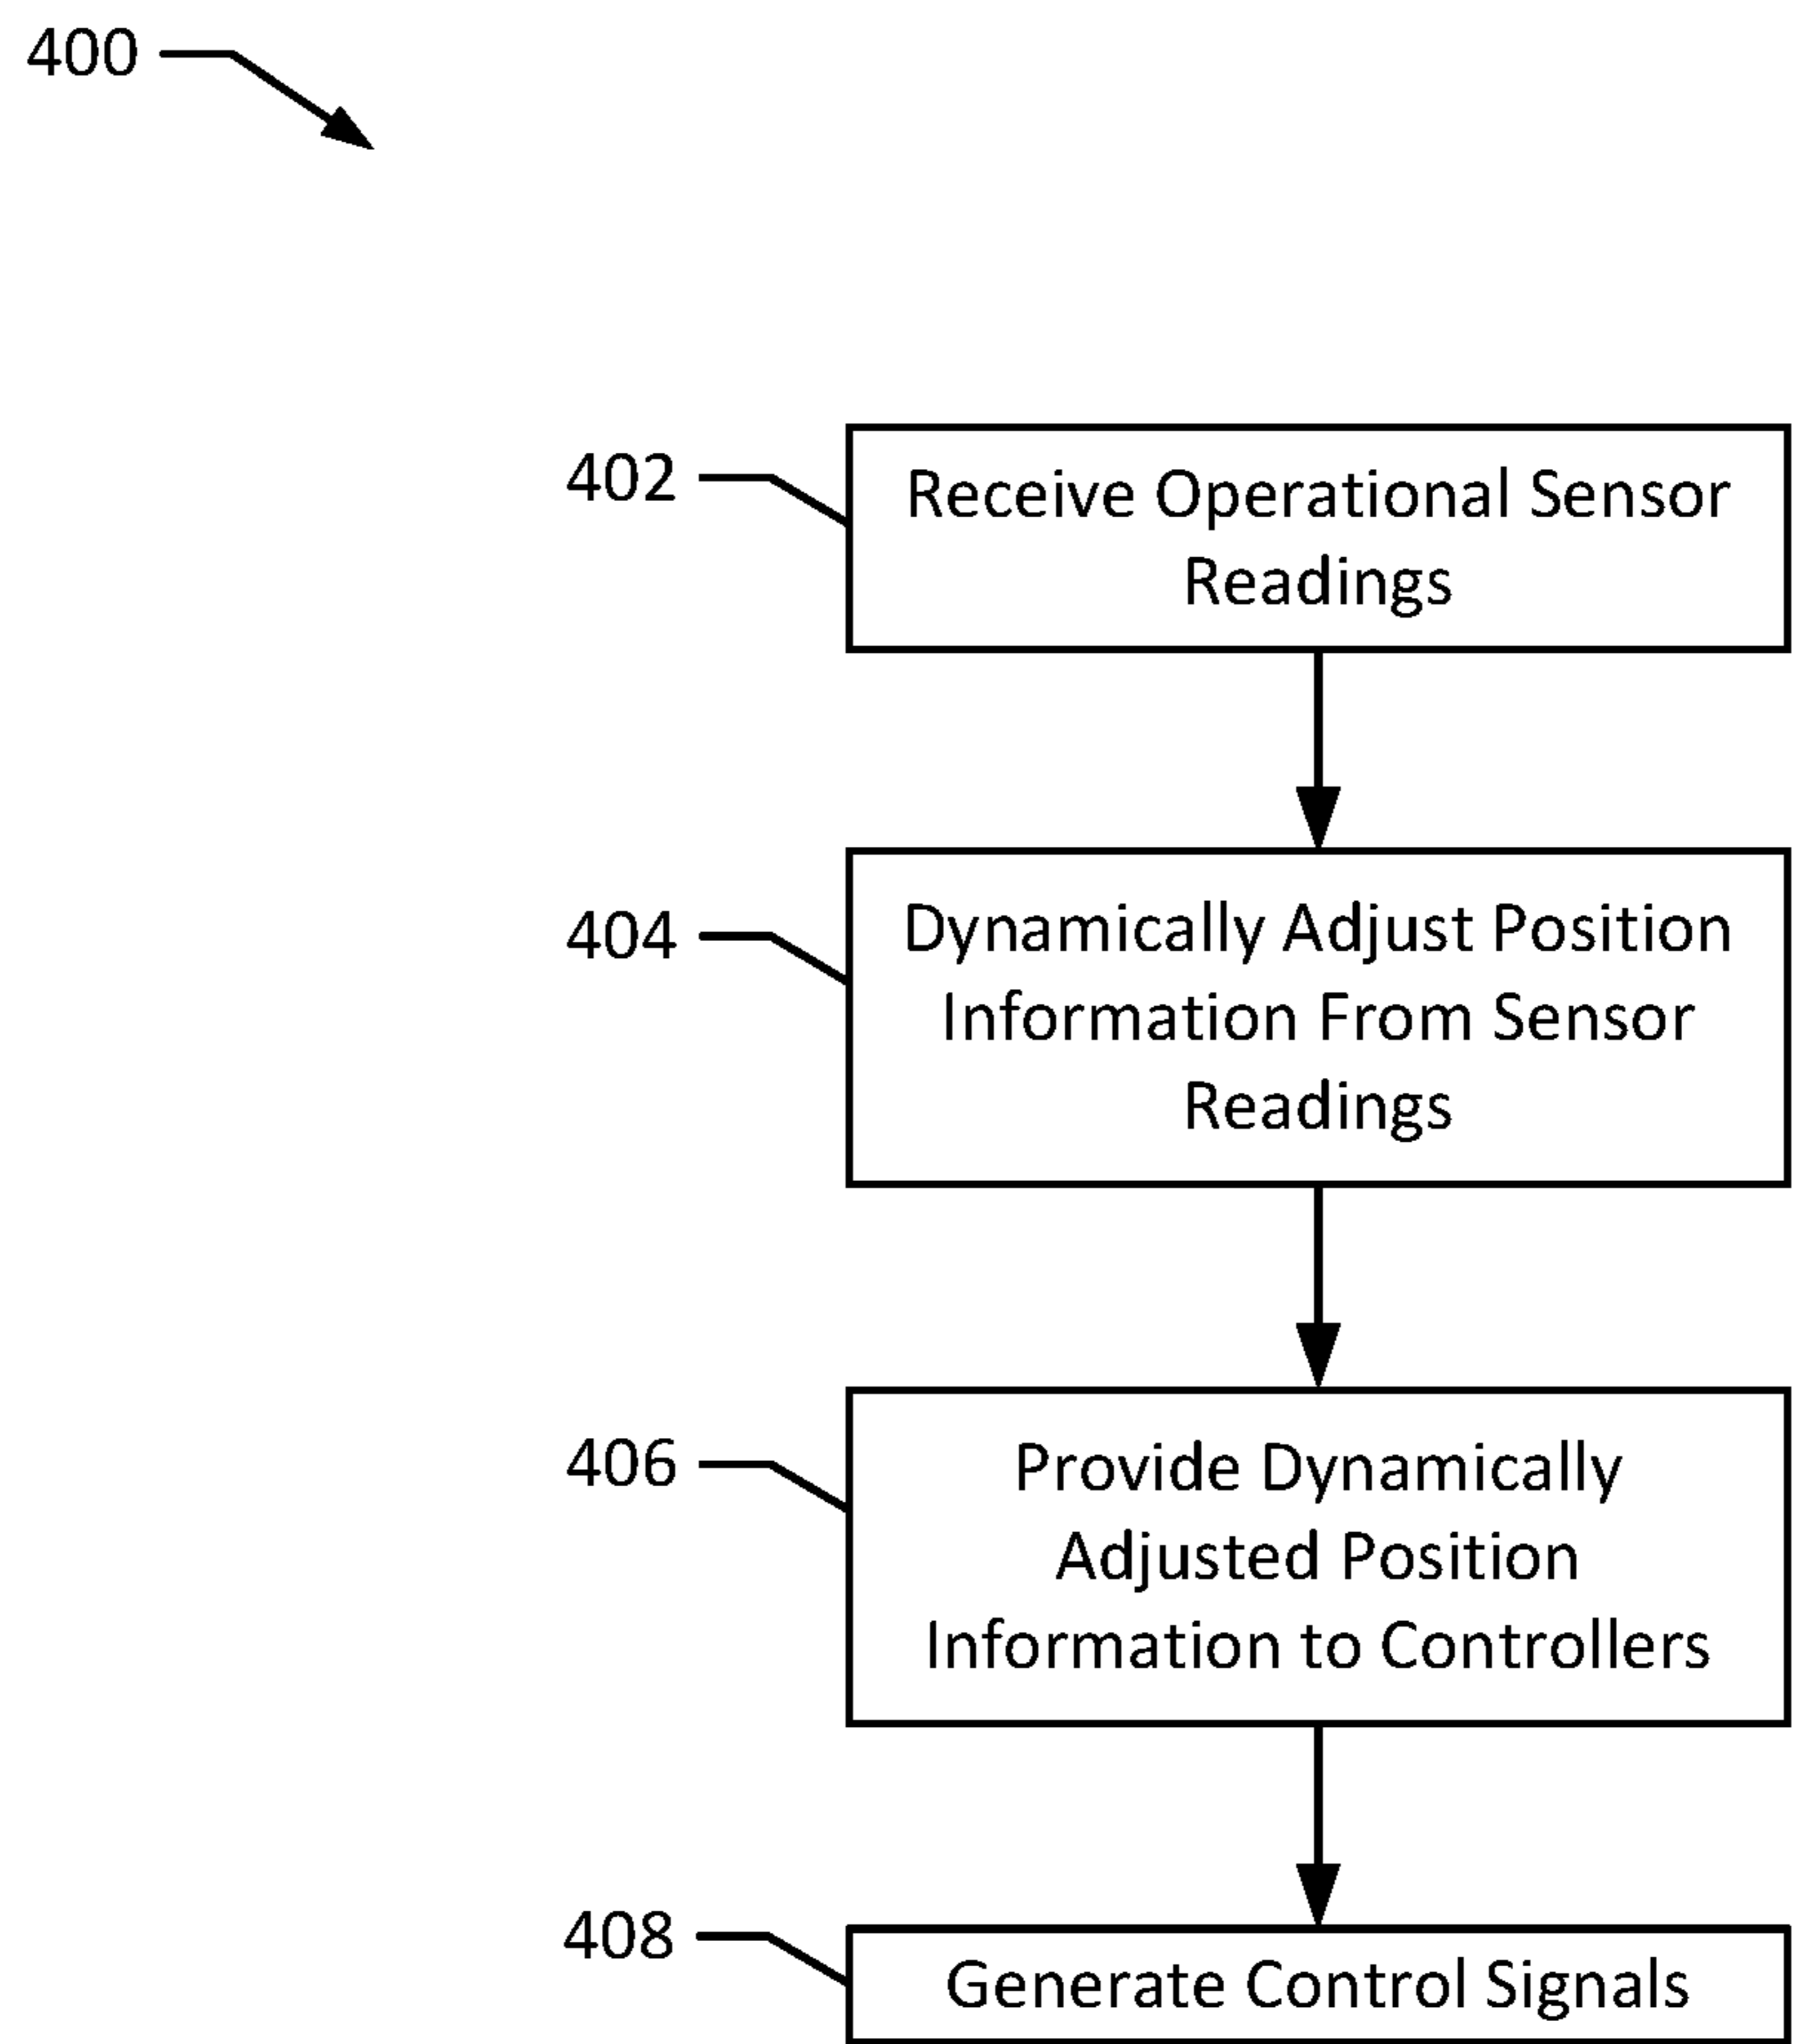 400
402
Receive Operational Sensor
Readings
404
Dynamically Adjust Position
Information From Sensor
Readings
406
Provide Dynamically
Adjusted Position
Information to Controllers
408
Generate Control Signals